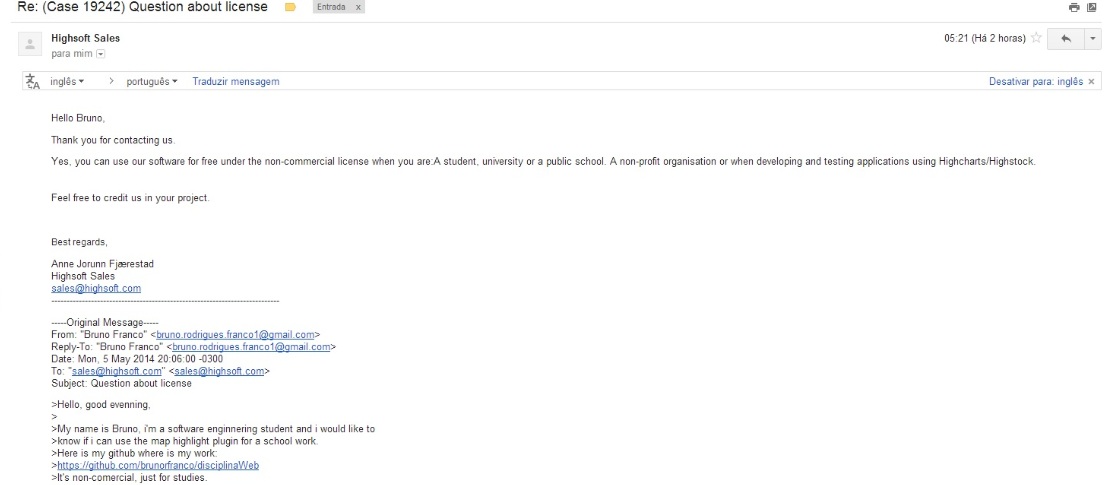 Re: (Case 19242) Question about license
Entrada x
Highsoft Sales
05:21 (Há 2 horas)
para mim
inglês > português Traduzir mensagem
Desativar para: inglês x
Hello Bruno,
Thank you for contacting us.
Yes, you can use our software for free under the non-commercial license when you are:A student, university or a public school. A non-profit organisation or when developing and testing applications using Highcharts/Highstock.
Feel free to credit us in your project.
Best regards,
Anne Jorunn Fjærestad
Highsoft Sales
sales@highsoft.com
----------------------------------------------------------------------------
-----Original Message-----
From: "Bruno Franco" <bruno.rodrigues.franco1@gmail.com>
Reply-To: "Bruno Franco" <bruno.rodrigues.franco1@gmail.com>
Date: Mon, 5 May 2014 20:06:00 -0300
To: "sales@highsoft.com" <sales@highsoft.com>
Subject: Question about license
>Hello, good evenning,
>
>My name is Bruno, i'm a software enginnering student and i would like to
>know if i can use the map highlight plugin for a school work.
>Here is my github where is my work:
>https://github.com/brunorfranco/disciplinaWeb
>It's non-comercial, just for studies.